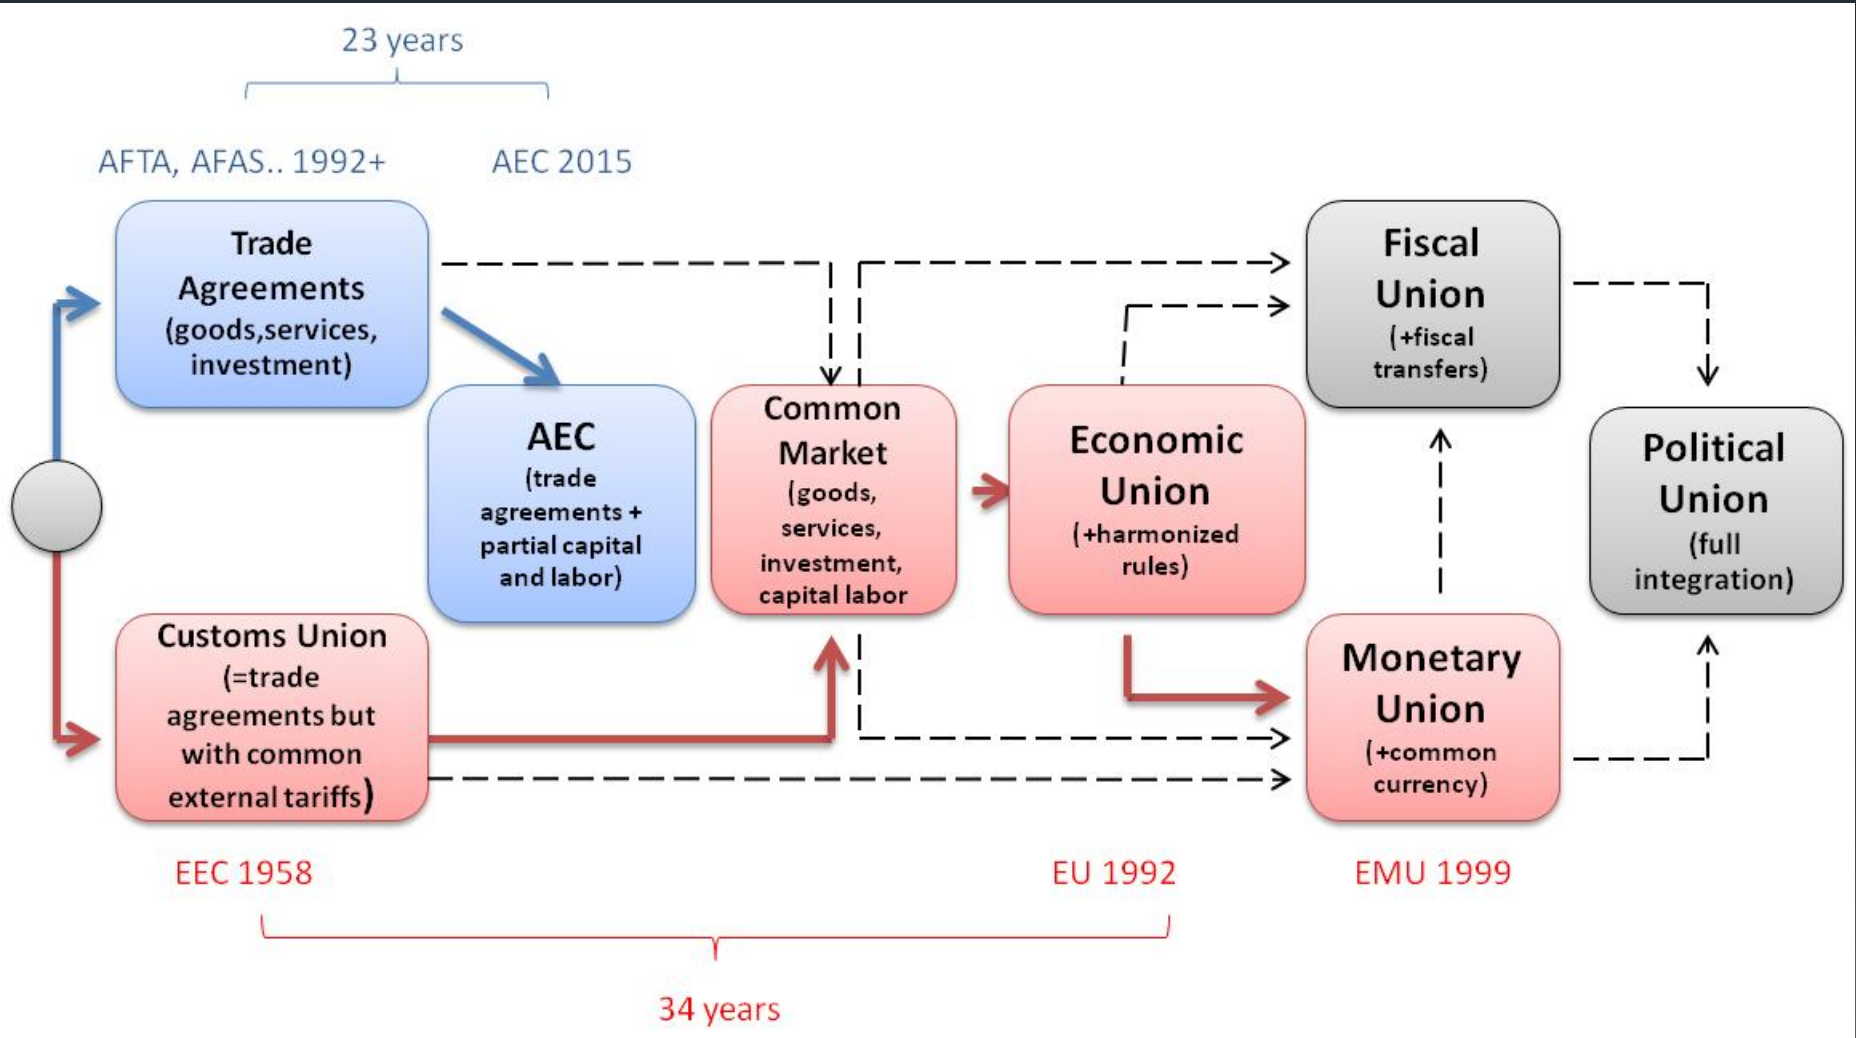 23 years
AFTA, AFAS.. 1992+
AEC 2015
Trade
Agreements
(goods,services,
investment)
AEC
(trade
agreements +
partial capital
and labor)
Common
Market
(goods,
services,
investment,
capital labor
Economic
Union
(+harmonized
rules)
Fiscal
Union
(+fiscal
transfers)
Political
Union
(full
integration)
Customs Union
(=trade
agreements but
with common
external tariffs)
Monetary
Union
(+common
currency)
EEC 1958
EU 1992
EMU 1999
34 years